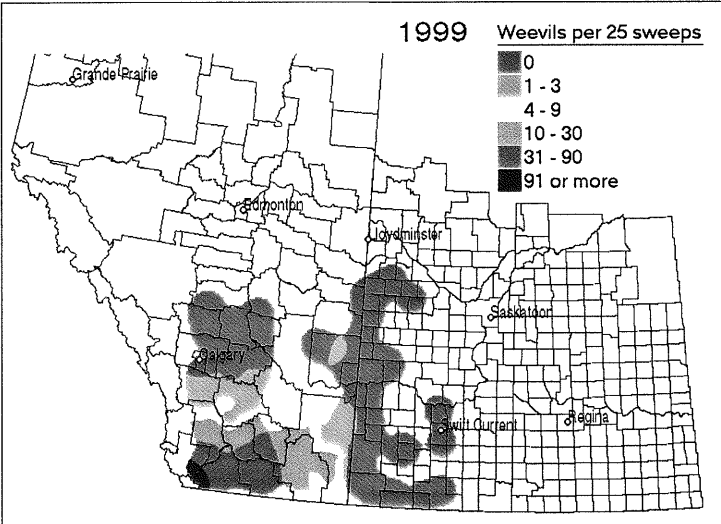 1999
Weevils per 25 sweeps
0
1 - 3
4 - 9
10 - 30
31 - 90
91 or more
Grande Prairie
Edmonton
Lloydminster
Saskatoon
Calgary
Swift Current
Regina